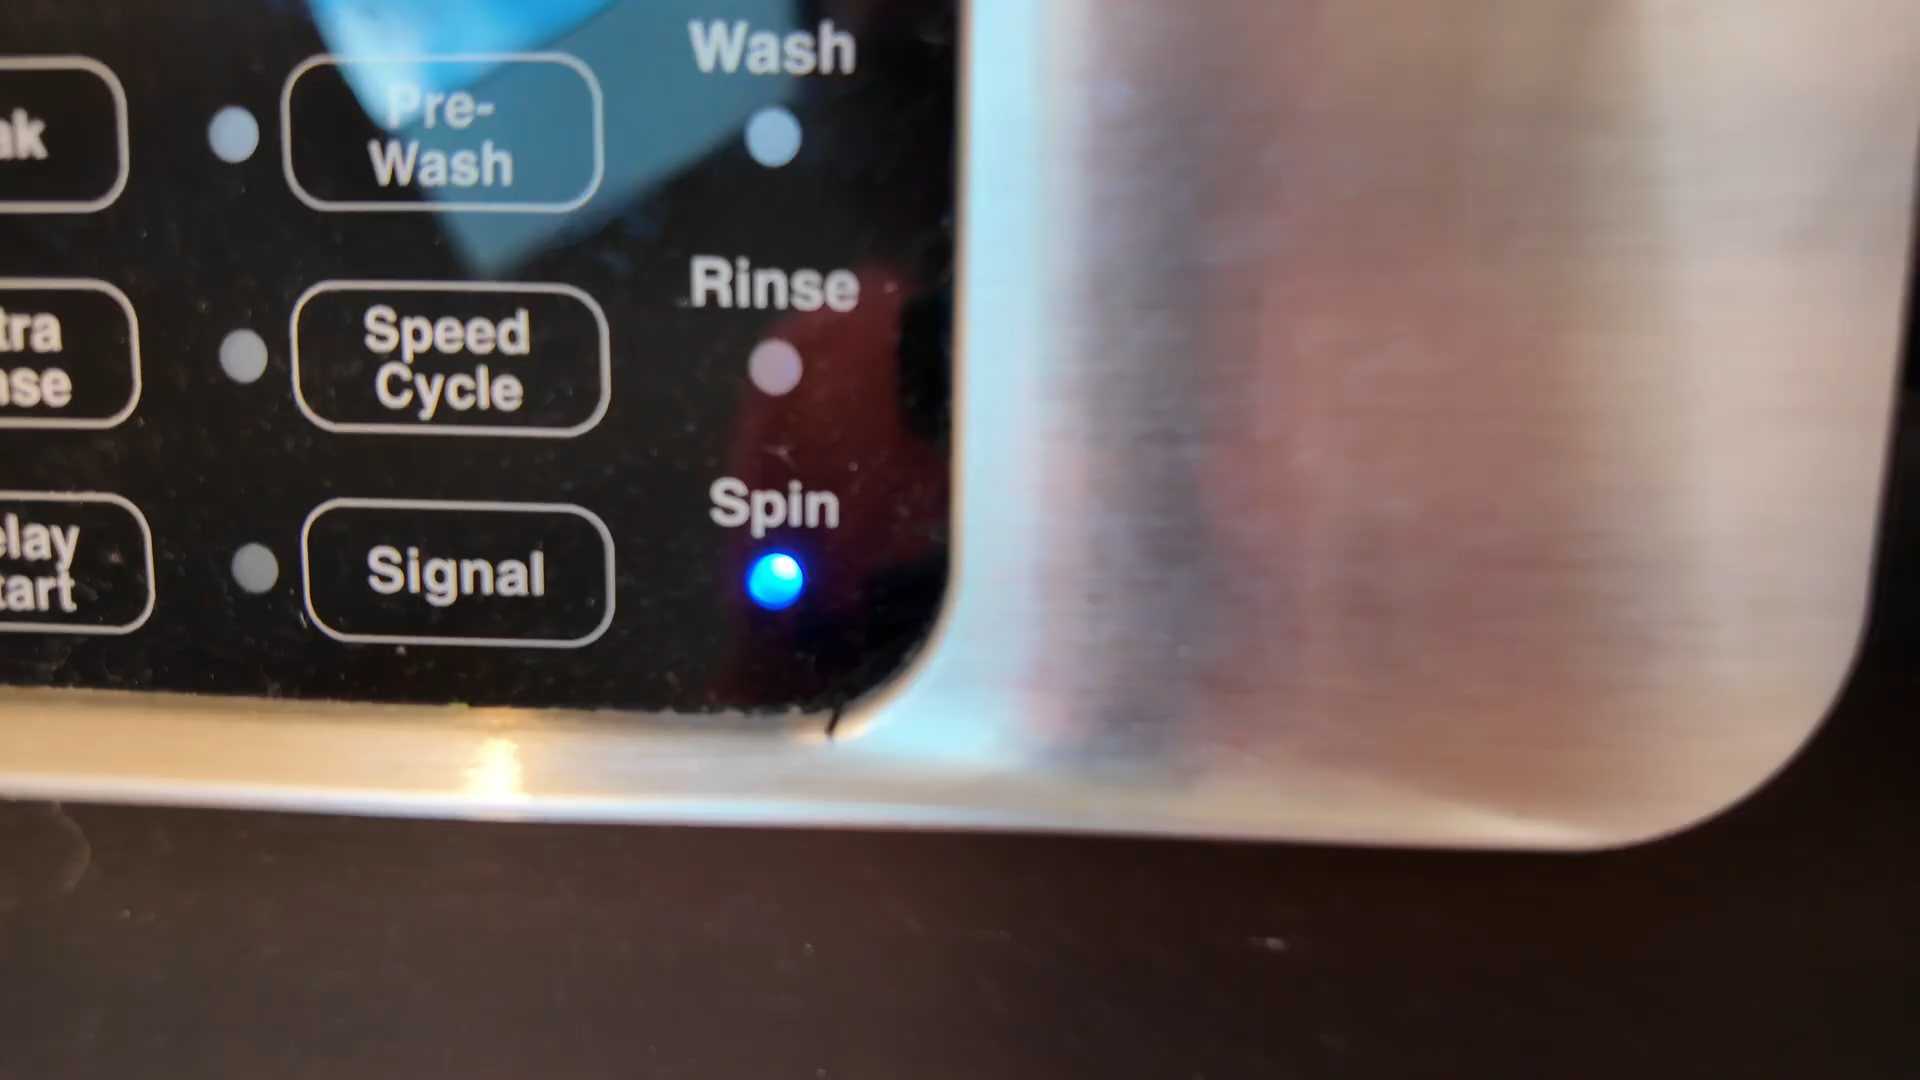 Wash
Pre-
Wash
Rinse
Speed
Cycle
Spin
Signal